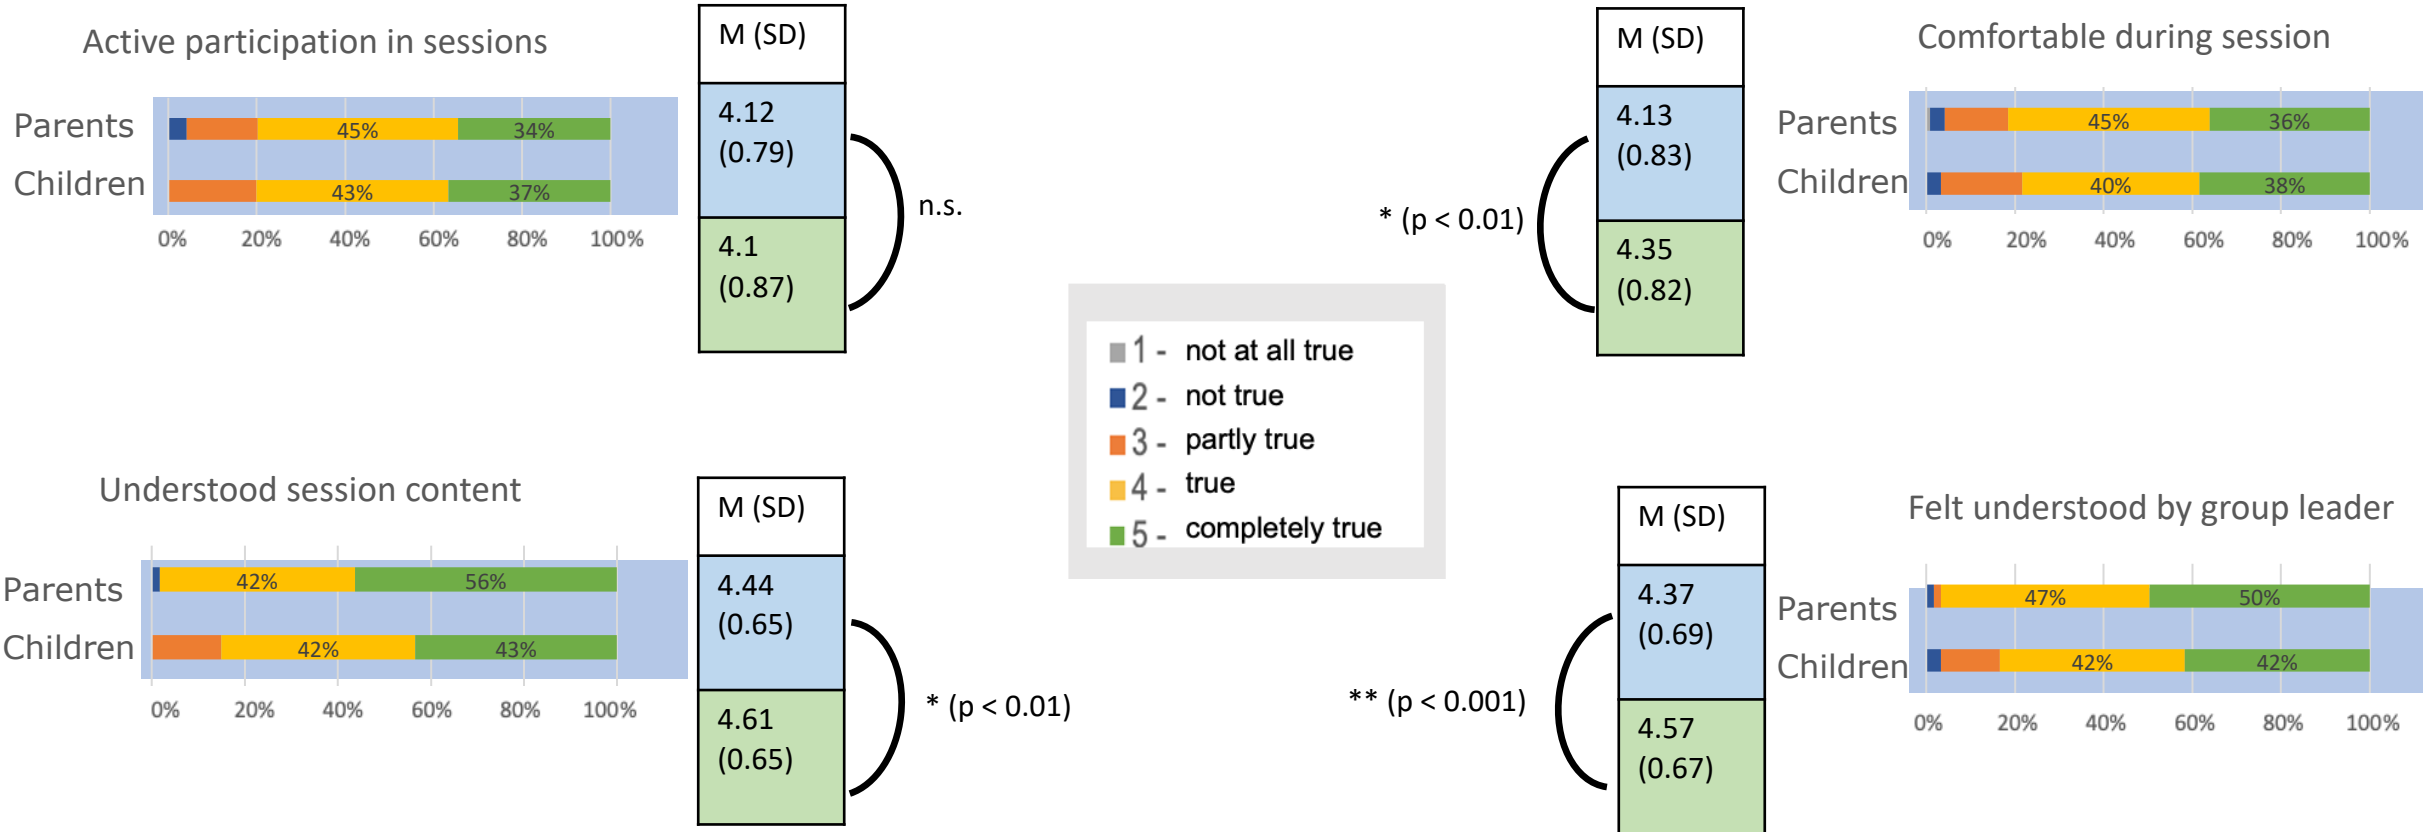 Active participation in sessions
Parents
45%
34%
Children
43%
37%
0% 20% 40% 60% 80% 100%
M (SD)
4.12
(0.79)
4.1
(0.87)
n.s.
M (SD)
4.13
(0.83)
4.35
(0.82)
* (p < 0.01)
Comfortable during session
Parents
45%
36%
Children
40%
38%
0% 20% 40% 60% 80% 100%
1 - not at all true
2 - not true
3 - partly true
4 - true
5 - completely true
Understood session content
Parents
42%
56%
Children
42%
43%
0% 20% 40% 60% 80% 100%
M (SD)
4.44
(0.65)
4.61
(0.65)
* (p < 0.01)
M (SD)
4.37
(0.69)
4.57
(0.67)
** (p < 0.001)
Felt understood by group leader
Parents
47%
50%
Children
42%
42%
0% 20% 40% 60% 80% 100%